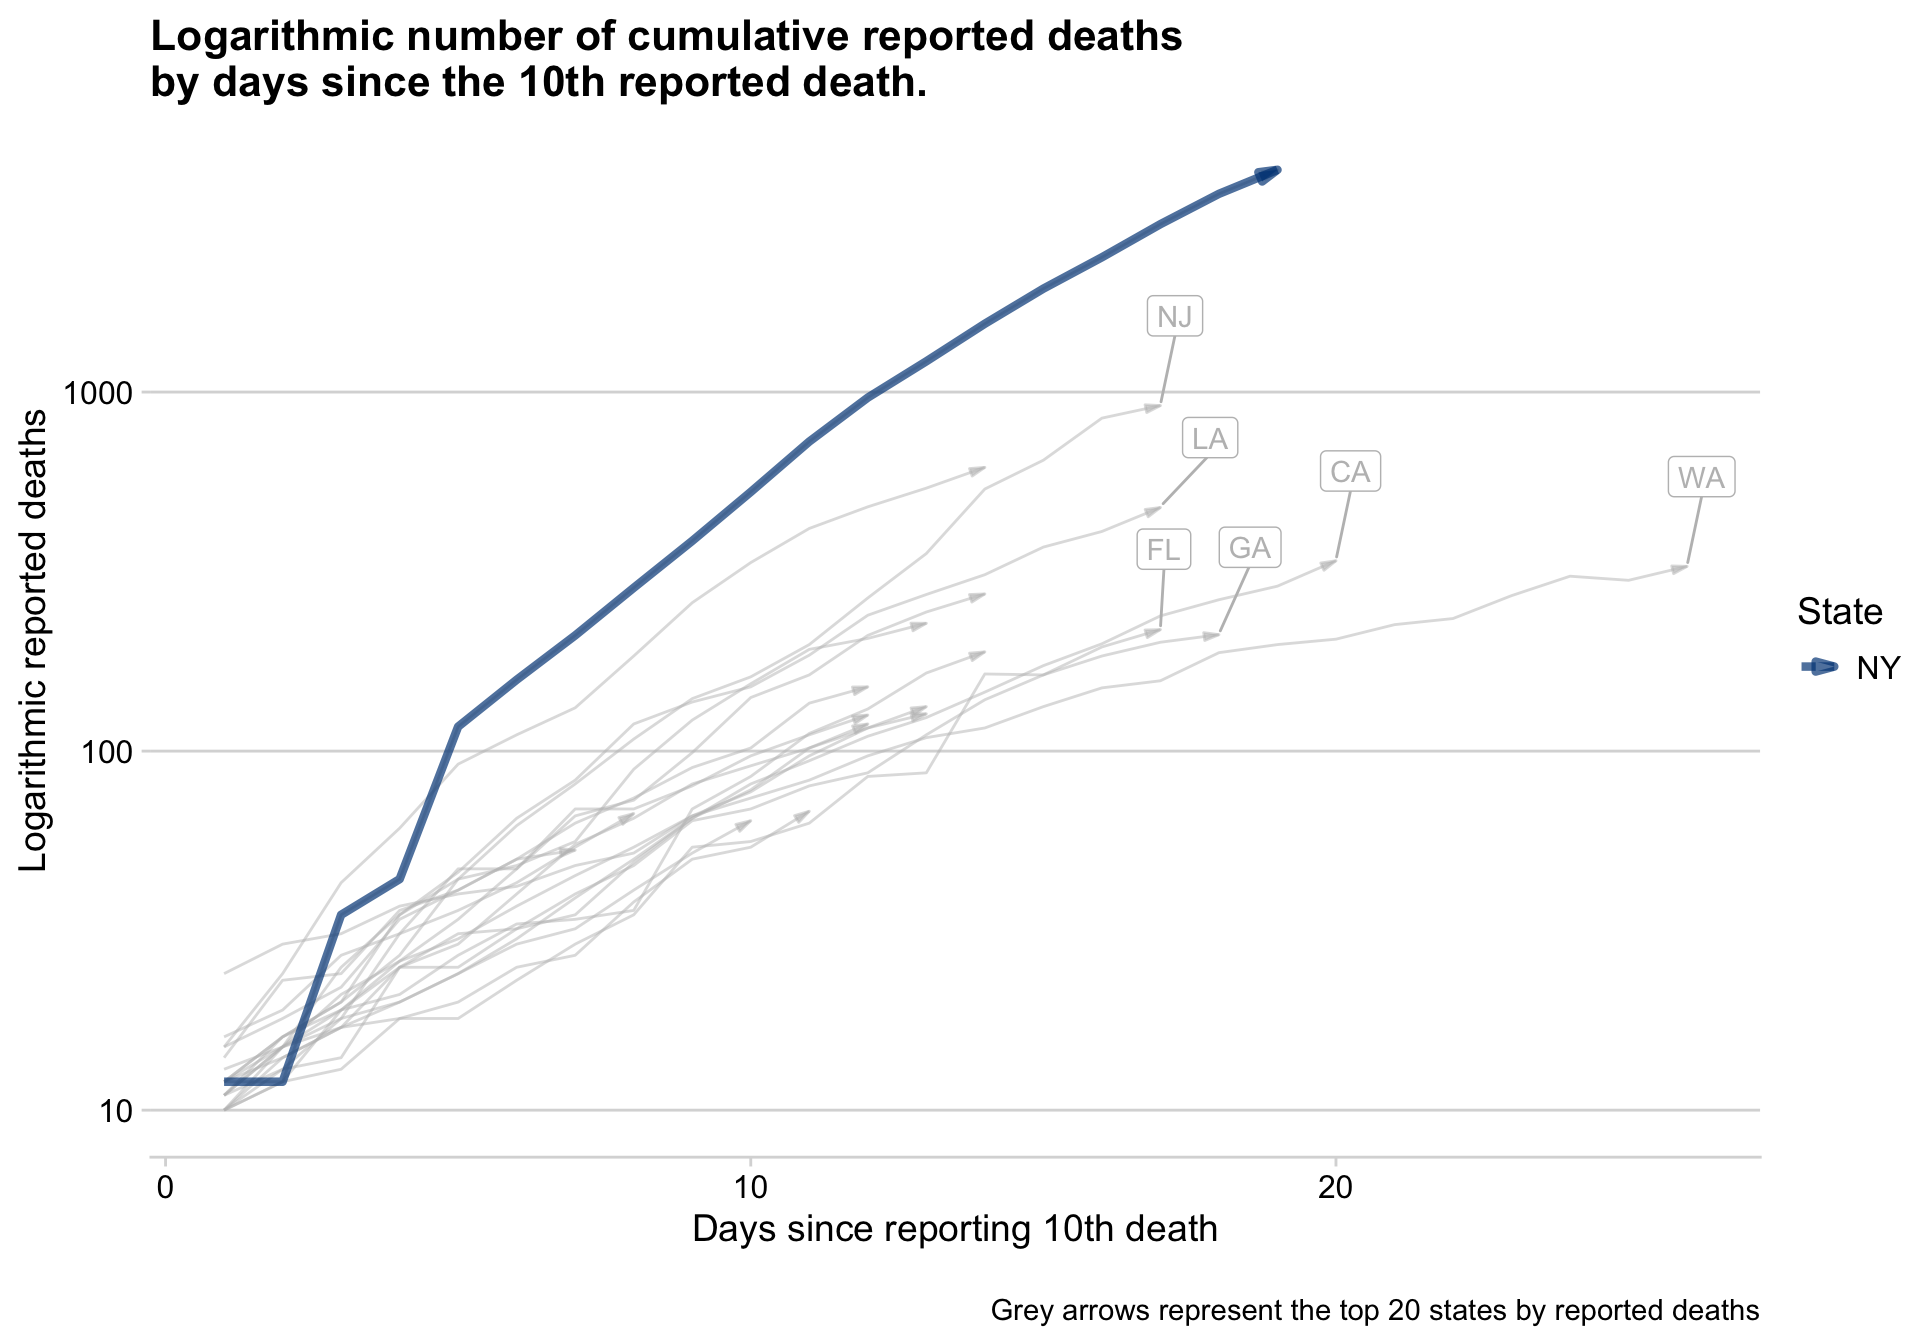 Logarithmic number of cumulative reported deaths
by days since the 10th reported death.
Logarithmic reported deaths
1000
100
10
NJ
LA
CA
WA
FL
GA
State
NY
0
10
20
Days since reporting 10th death
Grey arrows represent the top 20 states by reported deaths